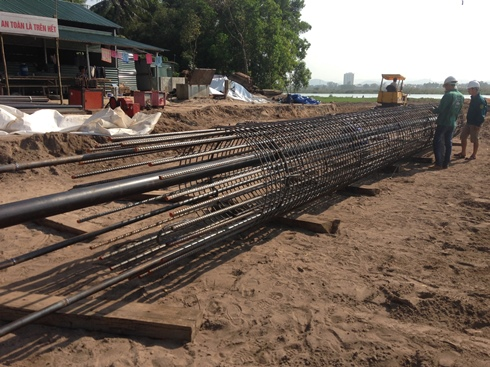 AN TOÀN LÀ TRÊN HẾT